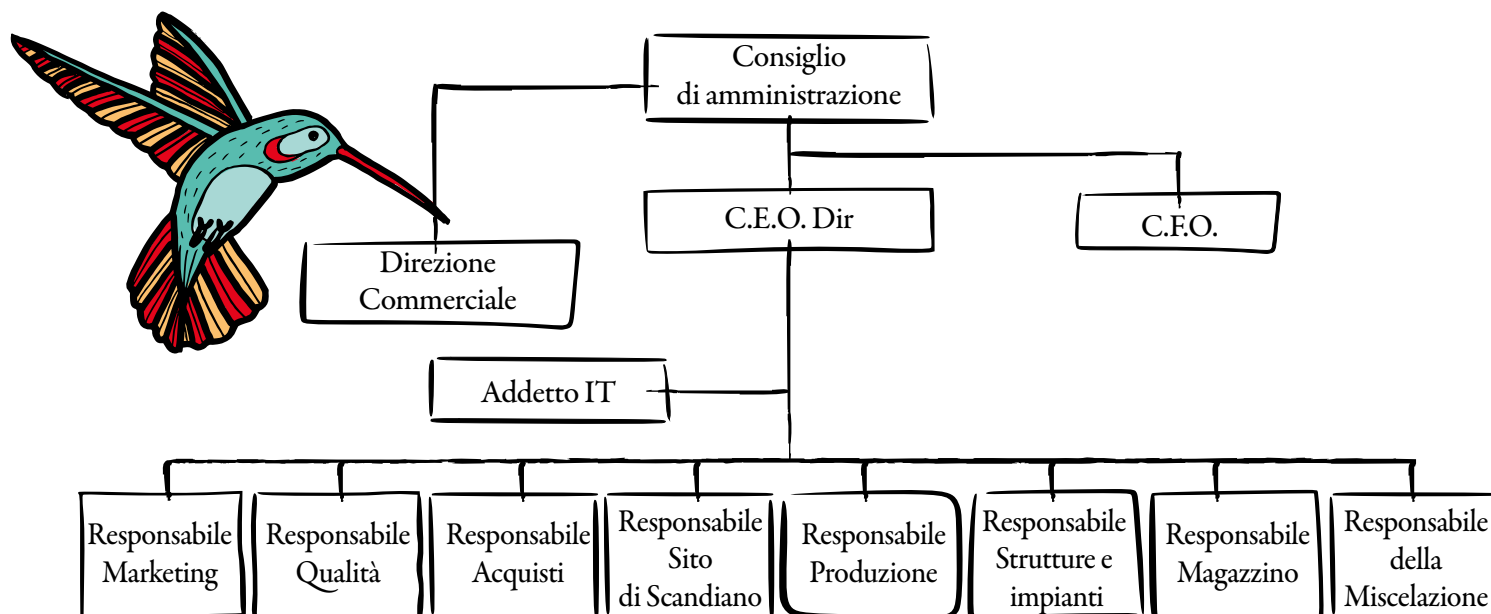 Consiglio
di amministrazione
C.E.O. Dir
C.F.O.
Direzione
Commerciale
Addetto IT
Responsabile
Marketing
Responsabile
Qualità
Responsabile
Acquisti
Responsabile
Sito
di Scandiano
Responsabile
Produzione
Responsabile
Strutture e
impianti
Responsabile
Magazzino
Responsabile
della
Miscelazione